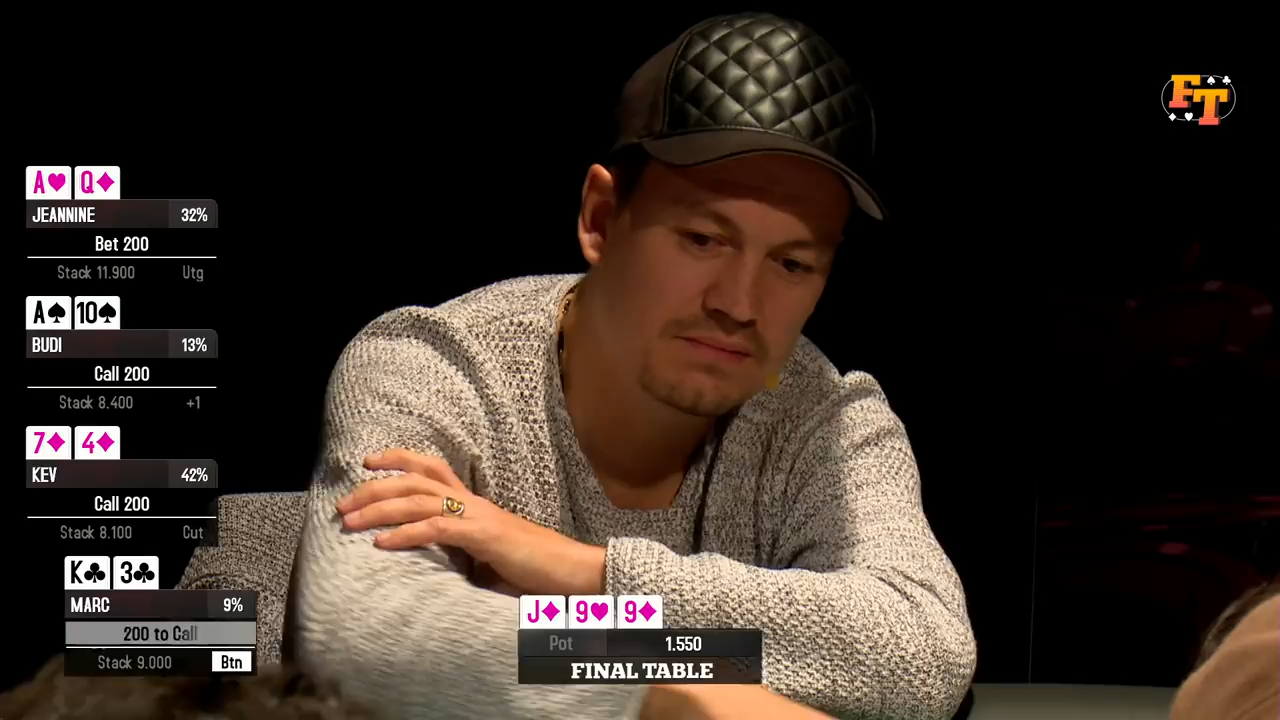 FT
A♥ Q♦
JEANNINE 32%
Bet 200
Stack 11.900 Utg
A♠ 10♠
BUDI 13%
Call 200
Stack 8.400 +1
7♦ 4♦
KEV 42%
Call 200
Stack 8.100 Cut
K♣ 3♣
MARC 9%
200 to Call
Stack 9.000 Btn
J♦ 9♥ 9♦
Pot 1.550
FINAL TABLE